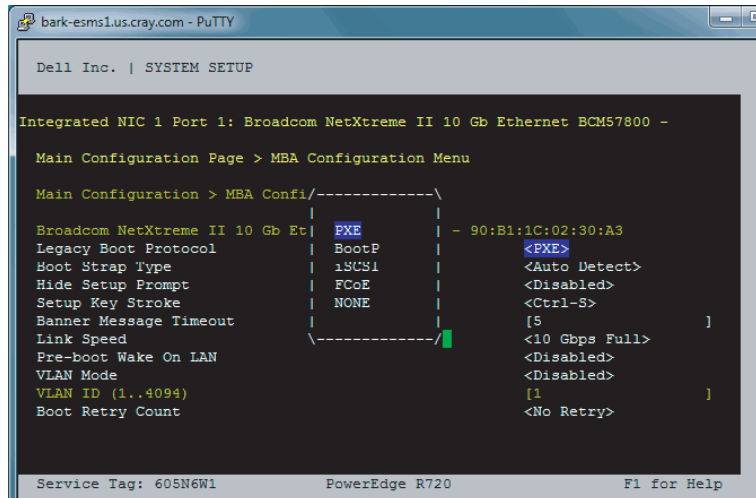 bark-esms1.us.cray.com - PuTTY
Dell Inc. | SYSTEM SETUP
Integrated NIC 1 Port 1: Broadcom NetXtreme II 10 Gb Ethernet BCM57800 -
Main Configuration Page > MBA Configuration Menu
Main Configuration > MBA Confi/-------------\
| |
Broadcom NetXtreme II 10 Gb Et| PXE | - 90:B1:1C:02:30:A3
Legacy Boot Protocol | BootP | <PXE>
Boot Strap Type | iSCSI | <Auto Detect>
Hide Setup Prompt | FCoE | <Disabled>
Setup Key Stroke | NONE | <Ctrl-S>
Banner Message Timeout | | [5 ]
Link Speed \-------------/ <10 Gbps Full>
Pre-boot Wake On LAN <Disabled>
VLAN Mode <Disabled>
VLAN ID (1..4094) [1 ]
Boot Retry Count <No Retry>
Service Tag: 605N6W1 PowerEdge R720 F1 for Help